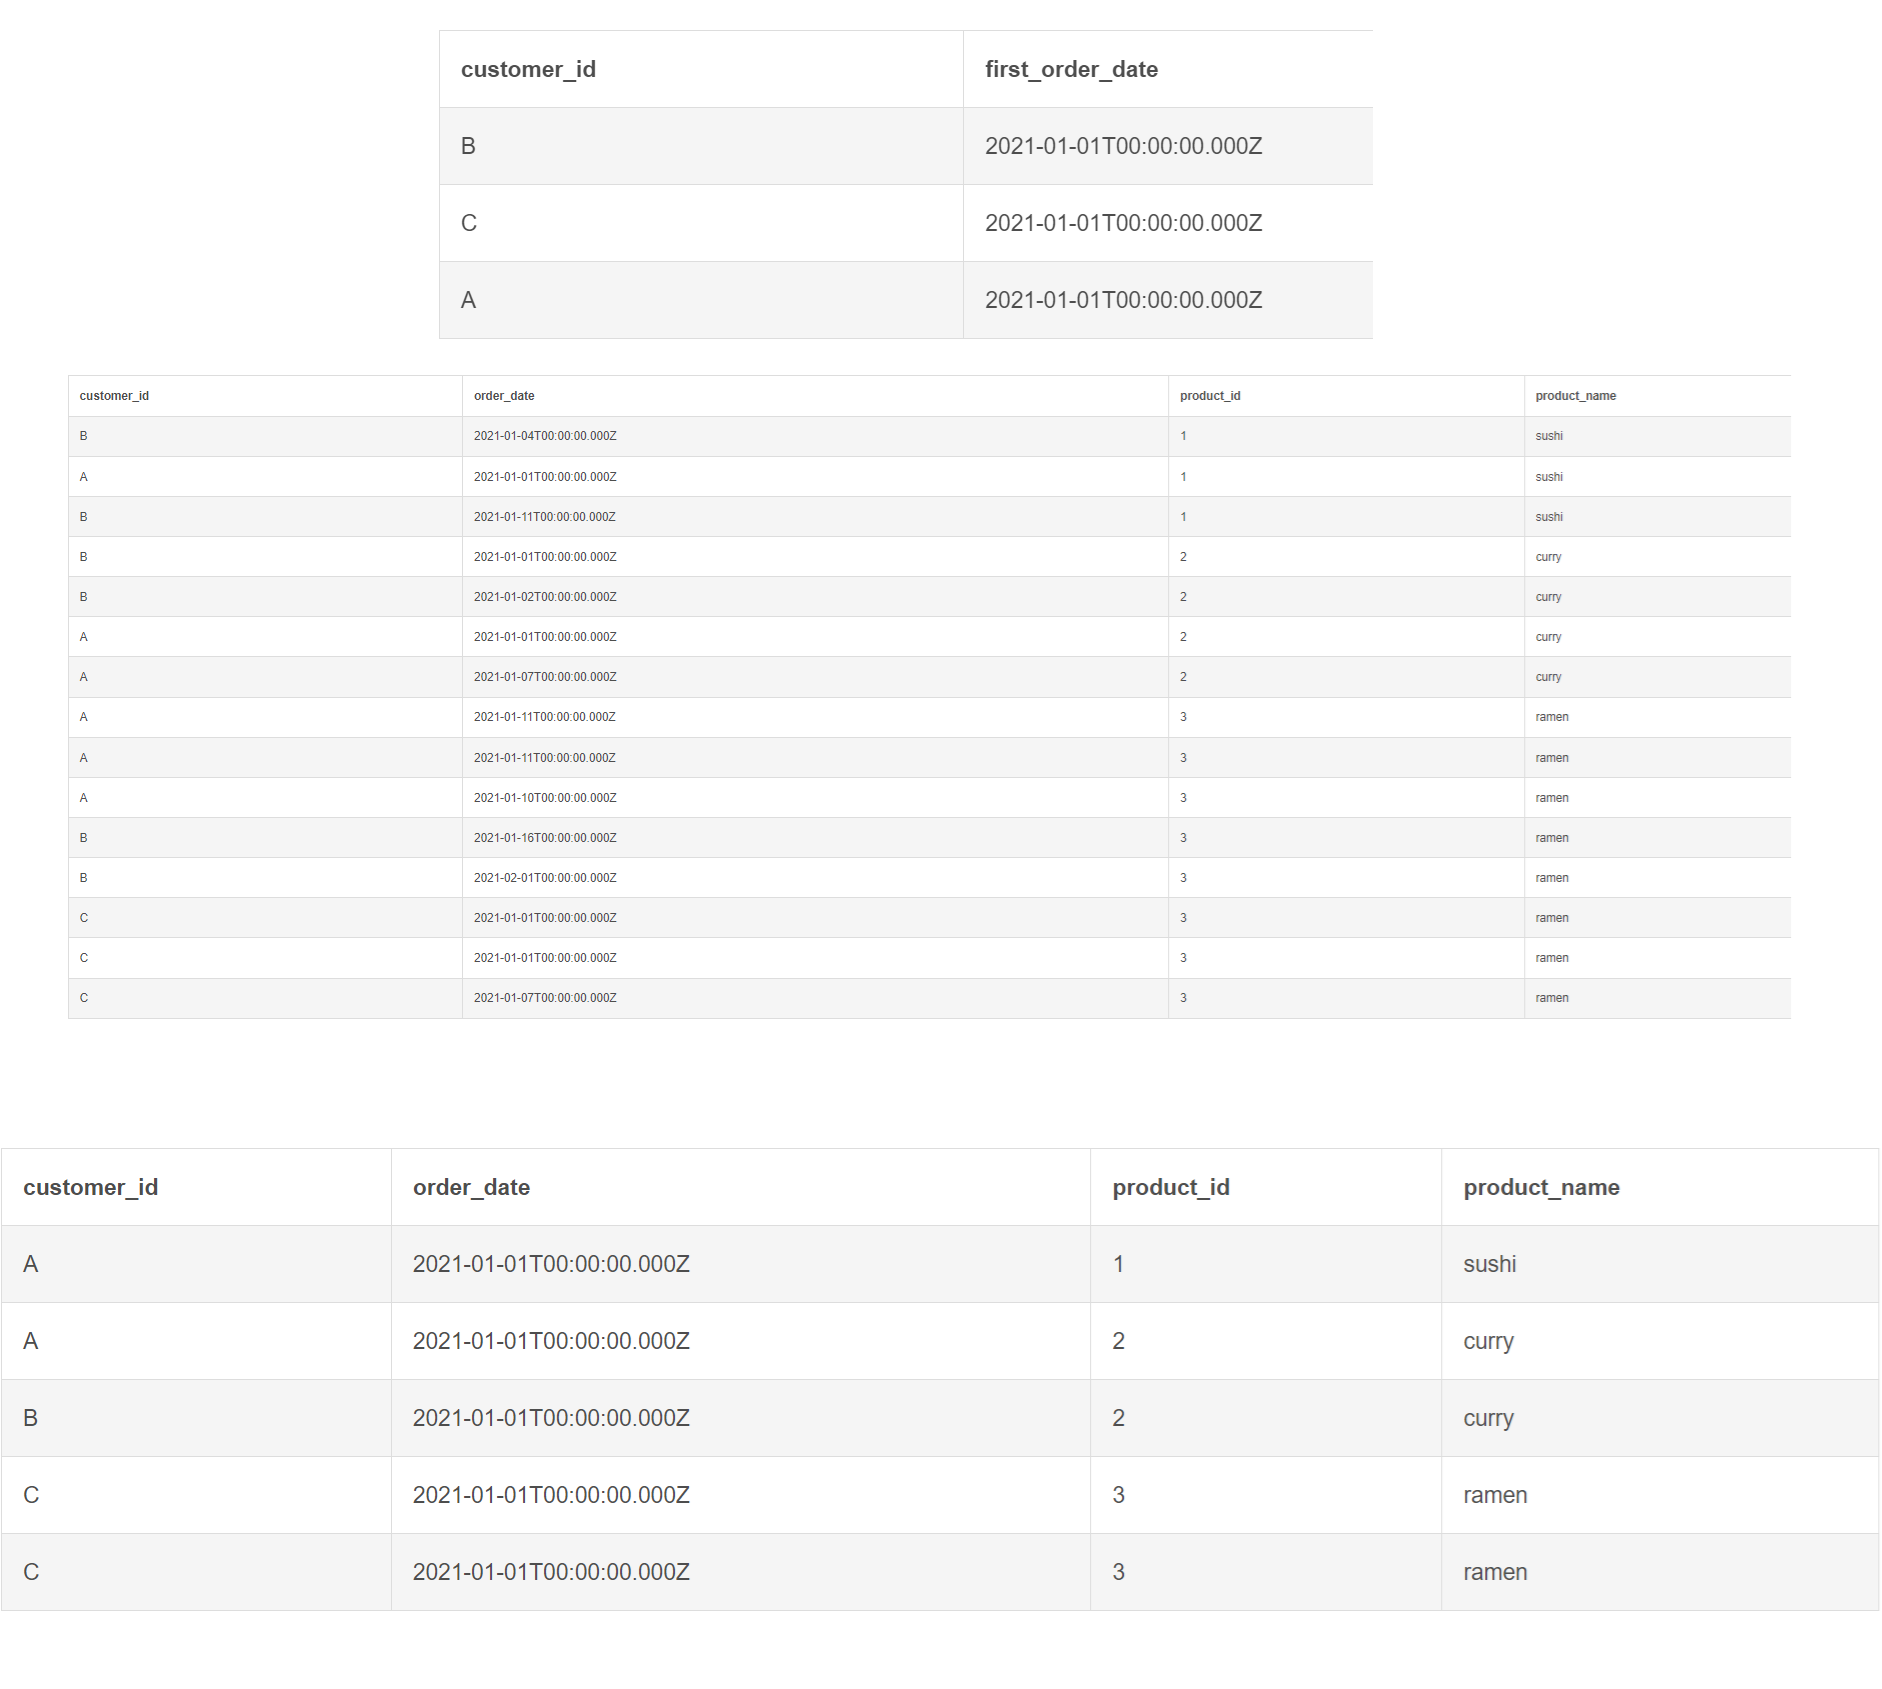 customer_id first_order_date
B 2021-01-01T00:00:00.000Z
C 2021-01-01T00:00:00.000Z
A 2021-01-01T00:00:00.000Z
customer_id order_date product_id product_name
B 2021-01-04T00:00:00.000Z 1 sushi
A 2021-01-01T00:00:00.000Z 1 sushi
B 2021-01-11T00:00:00.000Z 1 sushi
B 2021-01-01T00:00:00.000Z 2 curry
B 2021-01-02T00:00:00.000Z 2 curry
A 2021-01-01T00:00:00.000Z 2 curry
A 2021-01-07T00:00:00.000Z 2 curry
A 2021-01-11T00:00:00.000Z 3 ramen
A 2021-01-11T00:00:00.000Z 3 ramen
A 2021-01-10T00:00:00.000Z 3 ramen
B 2021-01-16T00:00:00.000Z 3 ramen
B 2021-02-01T00:00:00.000Z 3 ramen
C 2021-01-01T00:00:00.000Z 3 ramen
C 2021-01-01T00:00:00.000Z 3 ramen
C 2021-01-07T00:00:00.000Z 3 ramen
customer_id order_date product_id product_name
A 2021-01-01T00:00:00.000Z 1 sushi
A 2021-01-01T00:00:00.000Z 2 curry
B 2021-01-01T00:00:00.000Z 2 curry
C 2021-01-01T00:00:00.000Z 3 ramen
C 2021-01-01T00:00:00.000Z 3 ramen